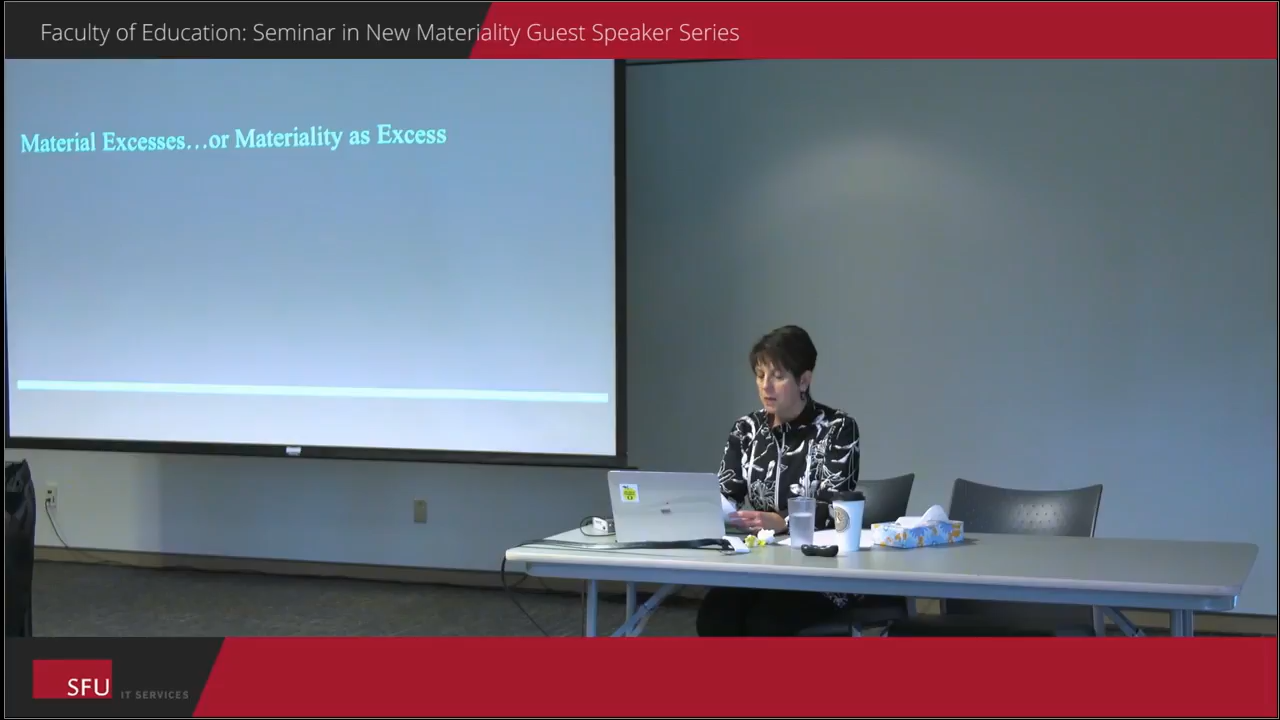 Faculty of Education: Seminar in New Materiality Guest Speaker Series
Material Excesses...or Materiality as Excess
SFU IT SERVICES